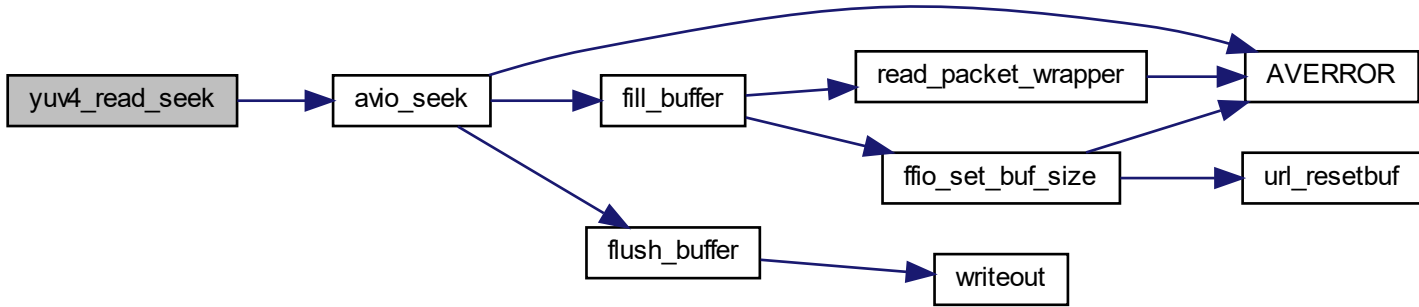 yuv4_read_seek
avio_seek
fill_buffer
read_packet_wrapper
AVERROR
ffio_set_buf_size
url_resetbuf
flush_buffer
writeout